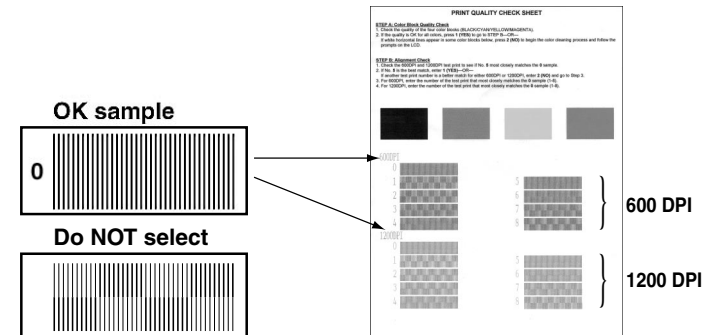 PRINT QUALITY CHECK SHEET
STEP A: Color Block Quality Check
1. Check the quality of the four color blocks (BLACK/CYAN/YELLOW/MAGENTA).
2. If the quality is OK for all colors, press 1 (YES) to go to STEP B—OR—
If white horizontal lines appear in some color blocks below, press 2 (NO) to begin the color cleaning process and follow the
prompts on the LCD.
STEP B: Alignment Check
1. Check the 600DPI and 1200DPI test print to see if No. 5 most closely matches the 0 sample.
2. If No. 5 is the best match, enter 1 (YES)—OR—
If another test print number is a better match for either 600DPI or 1200DPI, enter 2 (NO) and go to Step 3.
3. For 600DPI, enter the number of the test print that most closely matches the 0 sample (1-8).
4. For 1200DPI, enter the number of the test print that most closely matches the 0 sample (1-8).
OK sample
0
Do NOT select
600DPI
0
1
2
3
4
5
6
7
8
600 DPI
1200DPI
0
1
2
3
4
5
6
7
8
1200 DPI